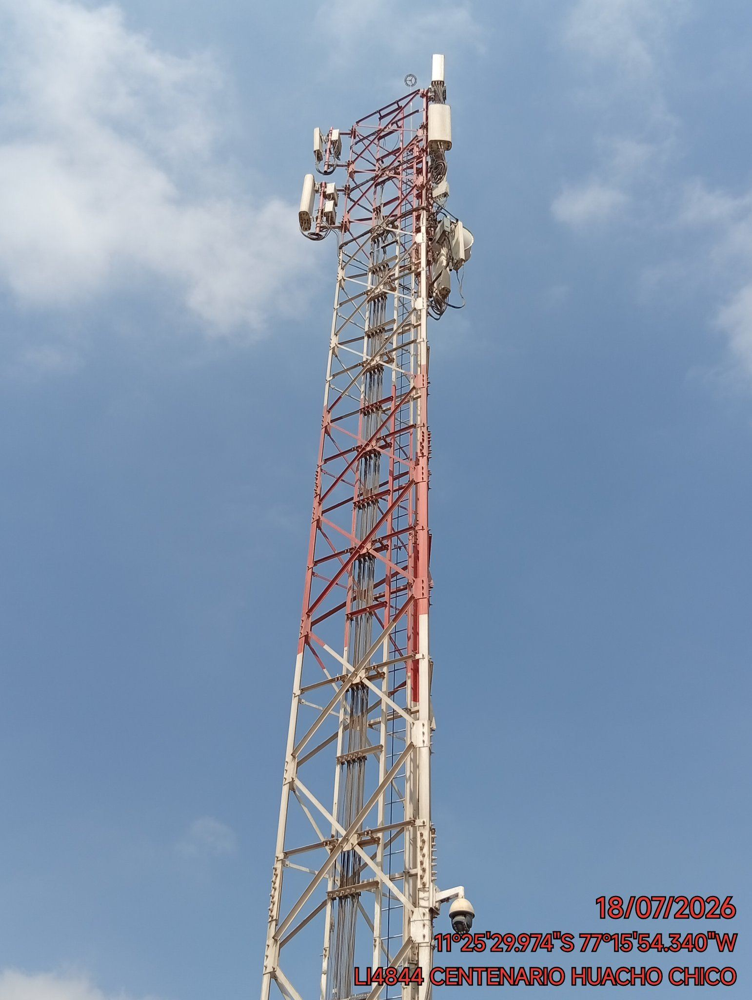 18/07/2026
11°25'29.974"S 77°15'54.340"W
LI4844 CENTENARIO HUACHO CHICO